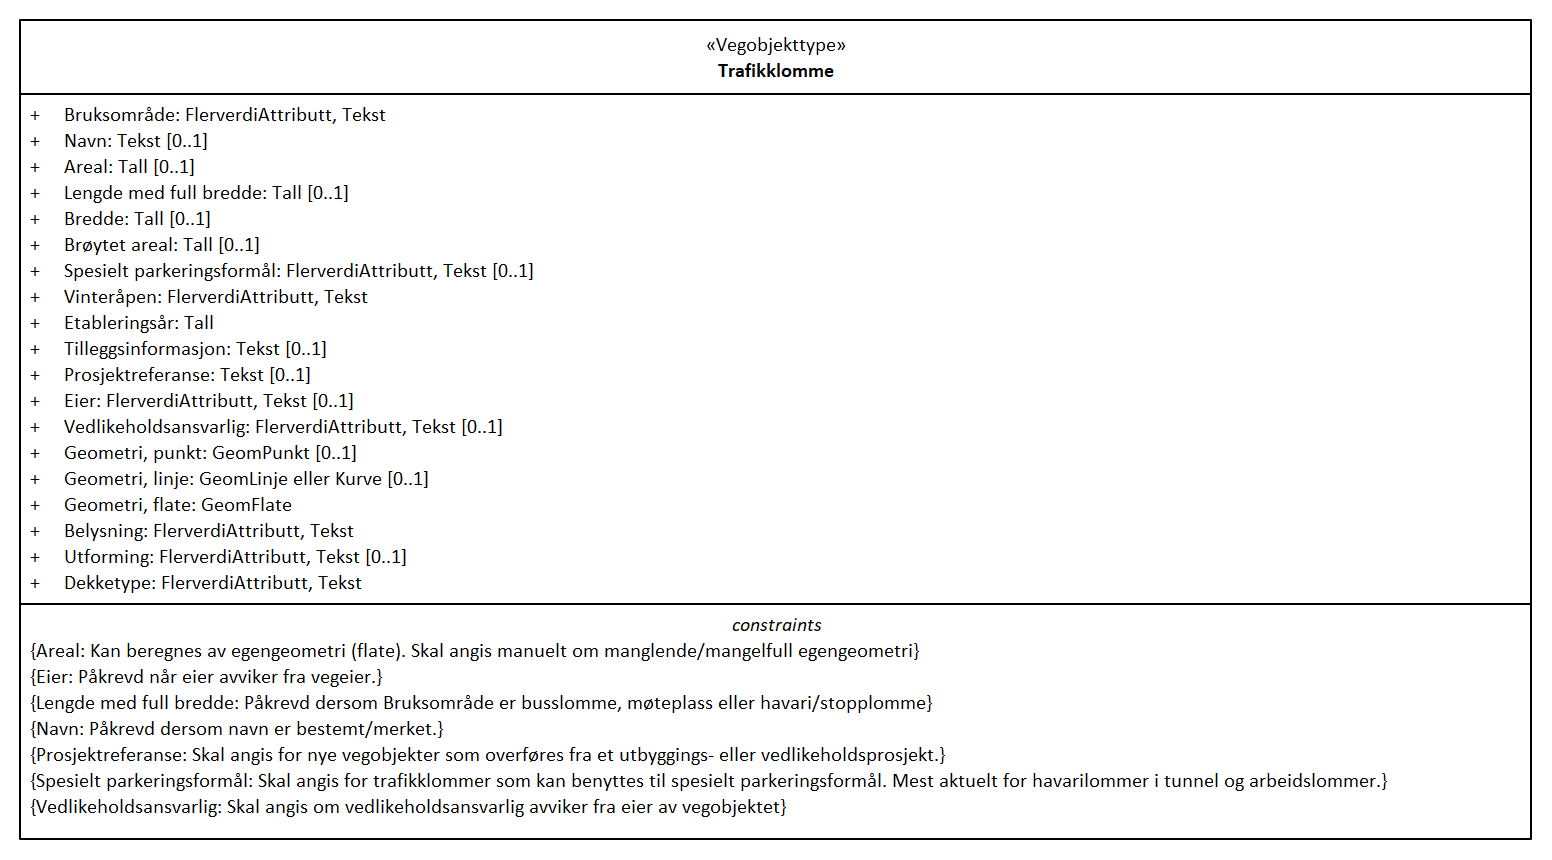 «Vegobjekttype»
Trafikklomme
+ Bruksområde: FlerverdiAttributt, Tekst
+ Navn: Tekst [0..1]
+ Areal: Tall [0..1]
+ Lengde med full bredde: Tall [0..1]
+ Bredde: Tall [0..1]
+ Brøytet areal: Tall [0..1]
+ Spesielt parkeringsformål: FlerverdiAttributt, Tekst [0..1]
+ Vinteråpen: FlerverdiAttributt, Tekst
+ Etableringsår: Tall
+ Tilleggsinformasjon: Tekst [0..1]
+ Prosjektreferanse: Tekst [0..1]
+ Eier: FlerverdiAttributt, Tekst [0..1]
+ Vedlikeholdsansvarlig: FlerverdiAttributt, Tekst [0..1]
+ Geometri, punkt: GeomPunkt [0..1]
+ Geometri, linje: GeomLinje eller Kurve [0..1]
+ Geometri, flate: GeomFlate
+ Belysning: FlerverdiAttributt, Tekst
+ Utforming: FlerverdiAttributt, Tekst [0..1]
+ Dekketype: FlerverdiAttributt, Tekst
constraints
{Areal: Kan beregnes av egengeometri (flate). Skal angis manuelt om manglende/mangelfull egengeometri}
{Eier: Påkrevd når eier avviker fra vegeier.}
{Lengde med full bredde: Påkrevd dersom Bruksområde er busslomme, møteplass eller havari/stopplomme}
{Navn: Påkrevd dersom navn er bestemt/merket.}
{Prosjektreferanse: Skal angis for nye vegobjekter som overføres fra et utbyggings- eller vedlikeholdsprosjekt.}
{Spesielt parkeringsformål: Skal angis for trafikklommer som kan benyttes til spesielt parkeringsformål. Mest aktuelt for havarilommer i tunnel og arbeidslommer.}
{Vedlikeholdsansvarlig: Skal angis om vedlikeholdsansvarlig avviker fra eier av vegobjektet}